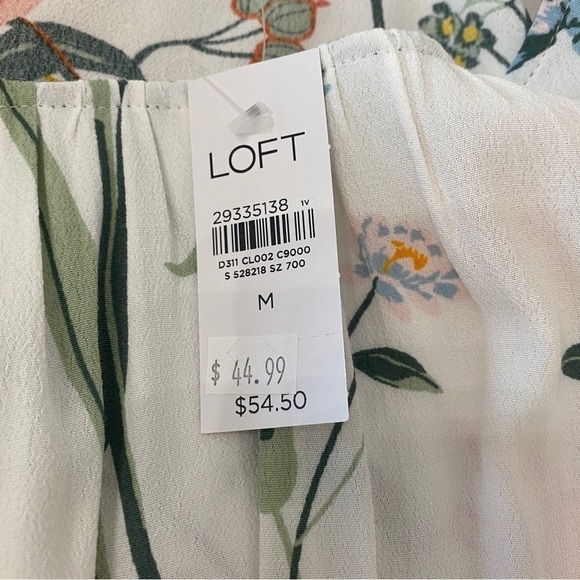 LOFT
29335138 1V
D311 CL002 C9000
S 528218 SZ 700
M
$ 44.99
$54.50